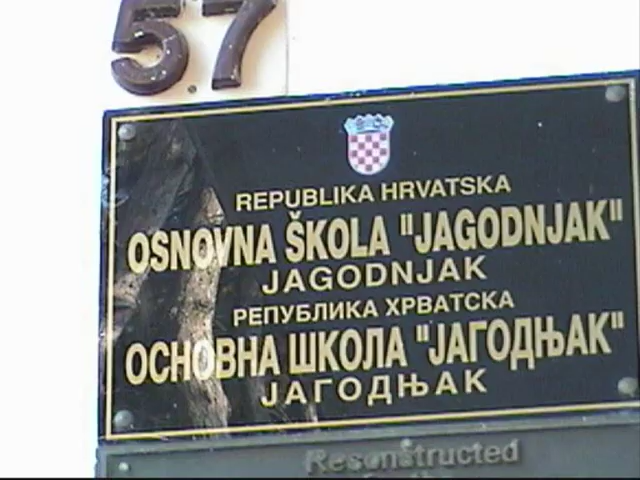 57
REPUBLIKA HRVATSKA
OSNOVNA ŠKOLA "JAGODNJAK"
JAGODNJAK
РЕПУБЛИКА ХРВАТСКА
ОСНОВНА ШКОЛА "ЈАГОДЊАК"
ЈАГОДЊАК
Reconstructed